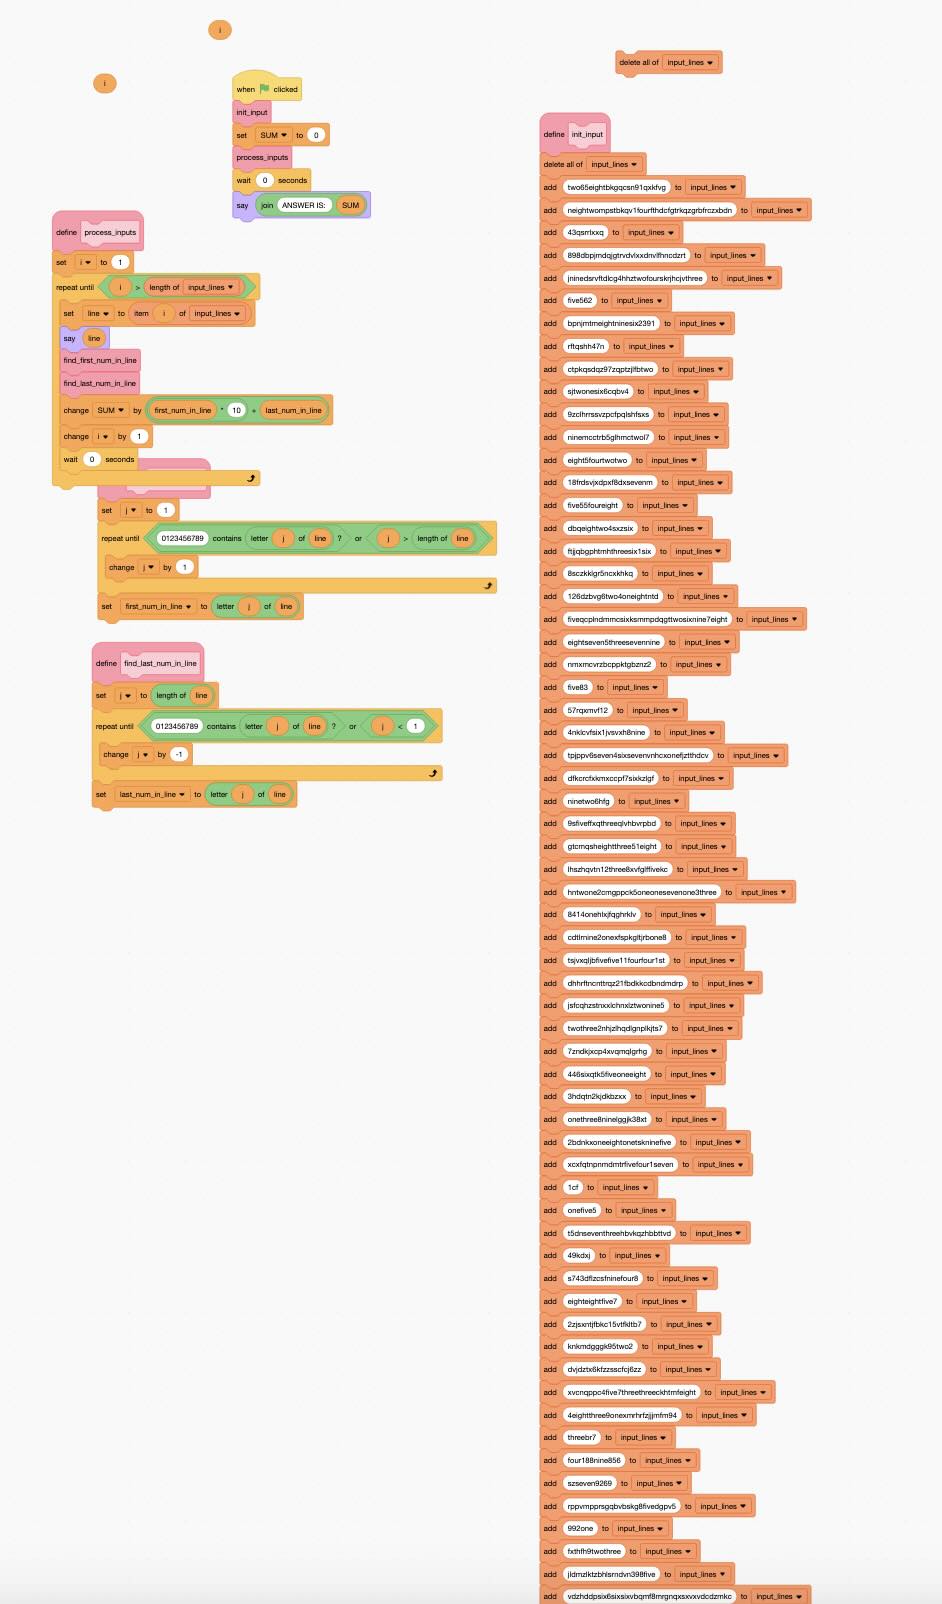 i
i
when clicked
init_input
set SUM to 0
process_inputs
wait 0 seconds
say join ANSWER IS: SUM
define process_inputs
set i to 1
repeat until i > length of input_lines
set line to item i of input_lines
say line
find_first_num_in_line
find_last_num_in_line
change SUM by first_num_in_line * 10 + last_num_in_line
change i by 1
wait 0 seconds
set j to 1
repeat until 0123456789 contains letter j of line ? or j > length of line
change j by 1
set first_num_in_line to letter j of line
define find_last_num_in_line
set j to length of line
repeat until 0123456789 contains letter j of line ? or j < 1
change j by -1
set last_num_in_line to letter j of line
delete all of input_lines
define init_input
delete all of input_lines
add two65eightbkgqcsn91qxkfvg to input_lines
add neightwompstbkqv1fourfthdcfgtrkqzgrbfrczxbdn to input_lines
add 43qsrrlxxq to input_lines
add 898dbpjmdqjgtrvdvlxxdnvlfhncdzrt to input_lines
add jninedsrvftdlcg4hhztwofourskrjhcjvthree to input_lines
add five562 to input_lines
add bpnjmtmeightninesix2391 to input_lines
add rftqshh47n to input_lines
add ctpkqsdqz97zqptzjlfbtwo to input_lines
add sjtwonesix6cqbv4 to input_lines
add 9zclhrrssvzpcfpqlshfsxs to input_lines
add ninemcctrb5glhmctwol7 to input_lines
add eight5fourtwotwo to input_lines
add 18frdsvjxdpxf8dxsevenm to input_lines
add five55foureight to input_lines
add dbqeightwo4sxzsix to input_lines
add ftjjqbgphtmhthreesix1six to input_lines
add 8sczkklgr5ncxkhkq to input_lines
add 126dzbvg6two4oneightntd to input_lines
add fiveqcplndmmcsixksmmpdqgttwosixnine7eight to input_lines
add eightseven5threesevennine to input_lines
add nmxmcvrzbcppktgbznz2 to input_lines
add five83 to input_lines
add 57rqxmvf12 to input_lines
add 4nklcvfsix1jvsvxh8nine to input_lines
add tpjppv6seven4sixsevenvnhcxonefjztthdcv to input_lines
add dfkcrcfxkmxccpf7sixkzlgf to input_lines
add ninetwo6hfg to input_lines
add 9sfiveffxqthreeqlvhbvrpbd to input_lines
add gtcmqsheightthree51eight to input_lines
add lhszhqvtn12three8xvfglffivekc to input_lines
add hntwone2cmgppck5oneonesevenone3three to input_lines
add 8414onehlxjfqghrklv to input_lines
add cdtlrnine2onexfspkgltjrbone8 to input_lines
add tsjvxqljbfivefive11fourfour1st to input_lines
add dhhrftncnttrqz21fbdkkcdbndmdrp to input_lines
add jsfcqhzstnxxlchnxlztwonine5 to input_lines
add twothree2nhjzlhqdlgnplkjts7 to input_lines
add 7zndkjxcp4xvqmqlgrhg to input_lines
add 446sixqtk5fiveoneeight to input_lines
add 3hdqtn2kjdkbzxx to input_lines
add onethree8ninelggjk38xt to input_lines
add 2bdnkxoneeightonetskninefive to input_lines
add xcxfqtnpnmdmtrfivefour1seven to input_lines
add 1cf to input_lines
add onefive5 to input_lines
add t5dnseventhreehbvkqzhbbttvd to input_lines
add 49kdxj to input_lines
add s743dflzcsfninefour8 to input_lines
add eighteightfive7 to input_lines
add 2zjsxntjfbkc15vtfkltb7 to input_lines
add knkmdgggk95two2 to input_lines
add dvjdztx6kfzzsscfcj6zz to input_lines
add xvcnqppc4five7threethreeckhtmfeight to input_lines
add 4eightthree9onexmrhrfzjjjmfm94 to input_lines
add threebr7 to input_lines
add four188nine856 to input_lines
add szseven9269 to input_lines
add rppvmpprsgqbvbskg8fivedgpv5 to input_lines
add 992one to input_lines
add fxthfh9twothree to input_lines
add jldmzlktzbhlsrndvn398five to input_lines
add vdzhddpsix6sixsixvbqmf8mrgnqxsxvxvdcdzmkc to input_lines